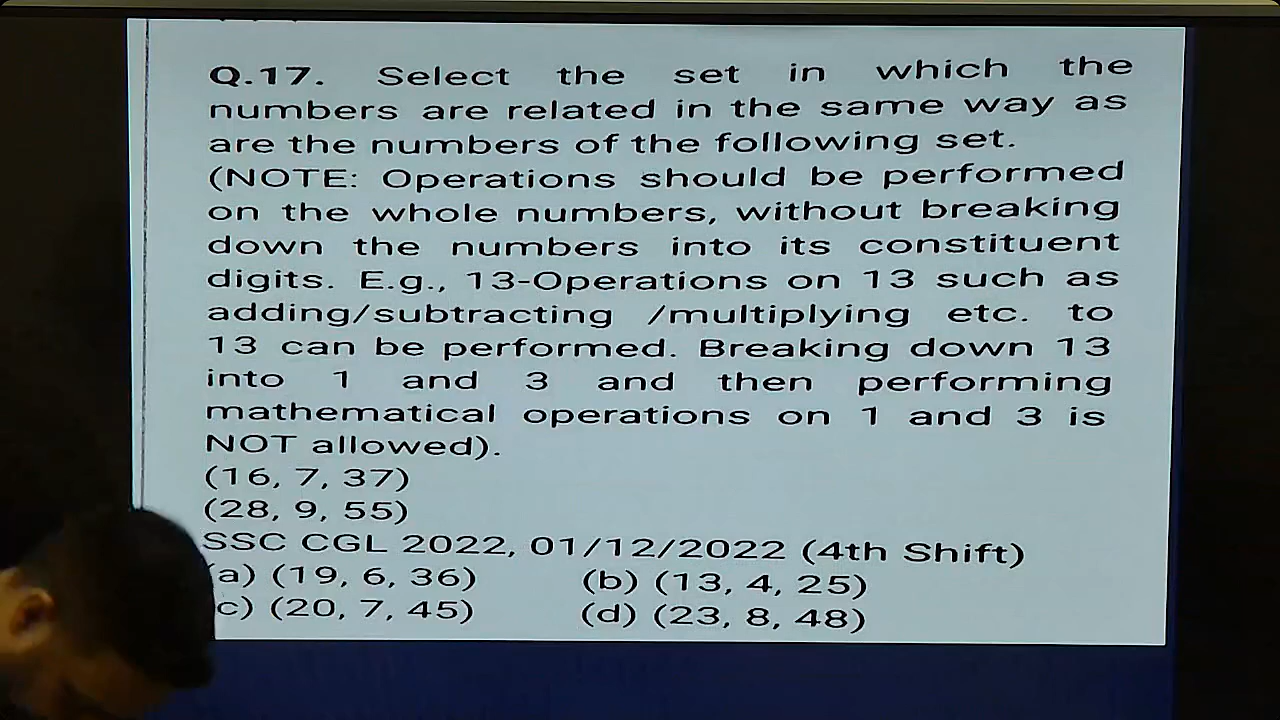 Q.17. Select the set in which the
numbers are related in the same way as
are the numbers of the following set.
(NOTE: Operations should be performed
on the whole numbers, without breaking
down the numbers into its constituent
digits. E.g., 13-Operations on 13 such as
adding/subtracting /multiplying etc. to
13 can be performed. Breaking down 13
into 1 and 3 and then performing
mathematical operations on 1 and 3 is
NOT allowed).
(16, 7, 37)
(28, 9, 55)
SSC CGL 2022, 01/12/2022 (4th Shift)
(a) (19, 6, 36) (b) (13, 4, 25)
c) (20, 7, 45) (d) (23, 8, 48)